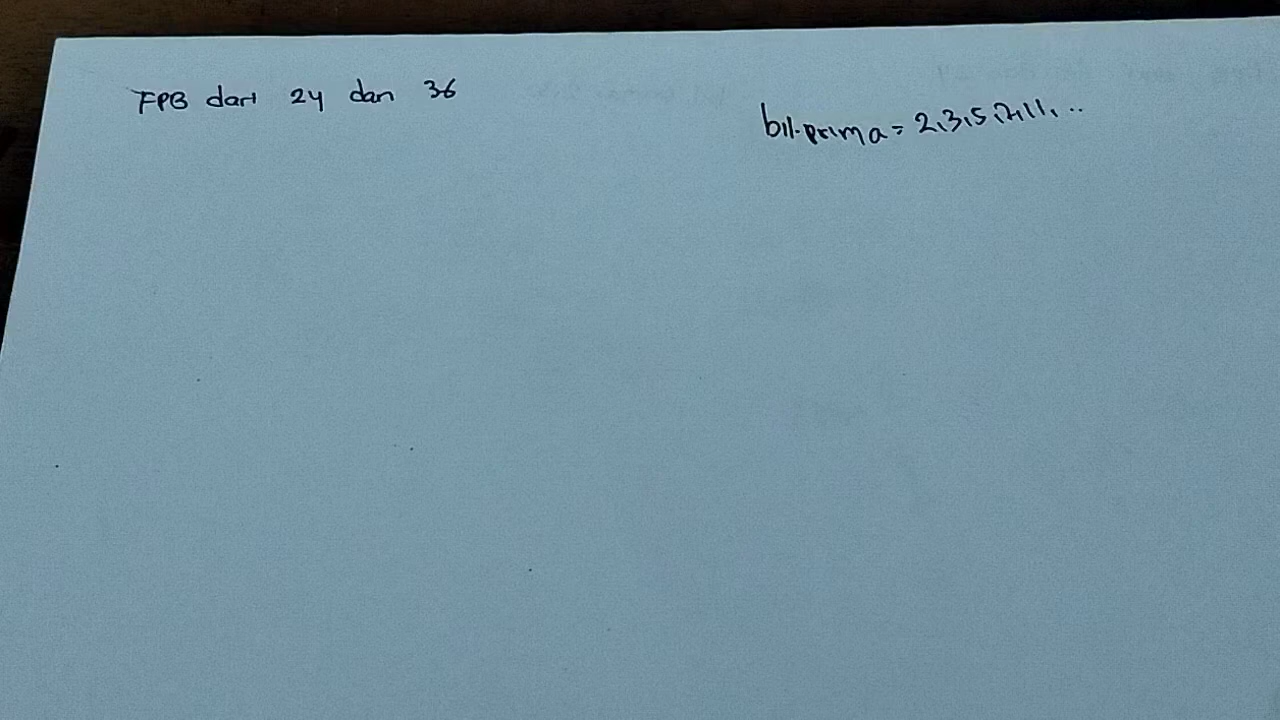 FPB dari 24 dan 36
bil.prima = 2,3,5,7,11, ..